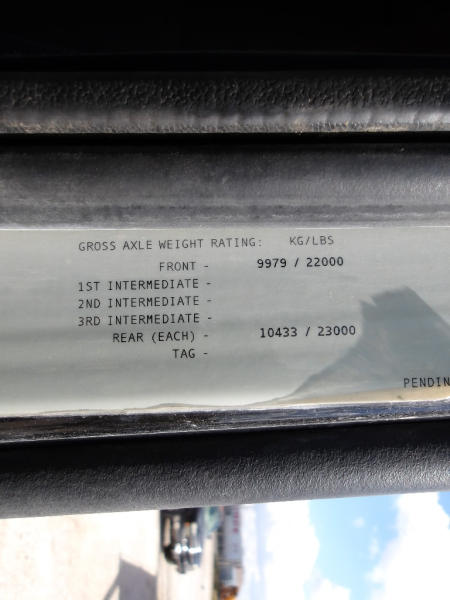 GROSS AXLE WEIGHT RATING: KG/LBS
FRONT - 9979 / 22000
1ST INTERMEDIATE -
2ND INTERMEDIATE -
3RD INTERMEDIATE -
REAR (EACH) - 10433 / 23000
TAG -
PENDIN